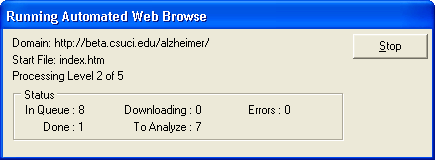 Running Automated Web Browse
Domain: http://beta.csuci.edu/alzheimer/
Stop
Start File: index.htm
Processing Level 2 of 5
Status
In Queue : 8 Downloading : 0 Errors : 0
Done : 1 To Analyze : 7